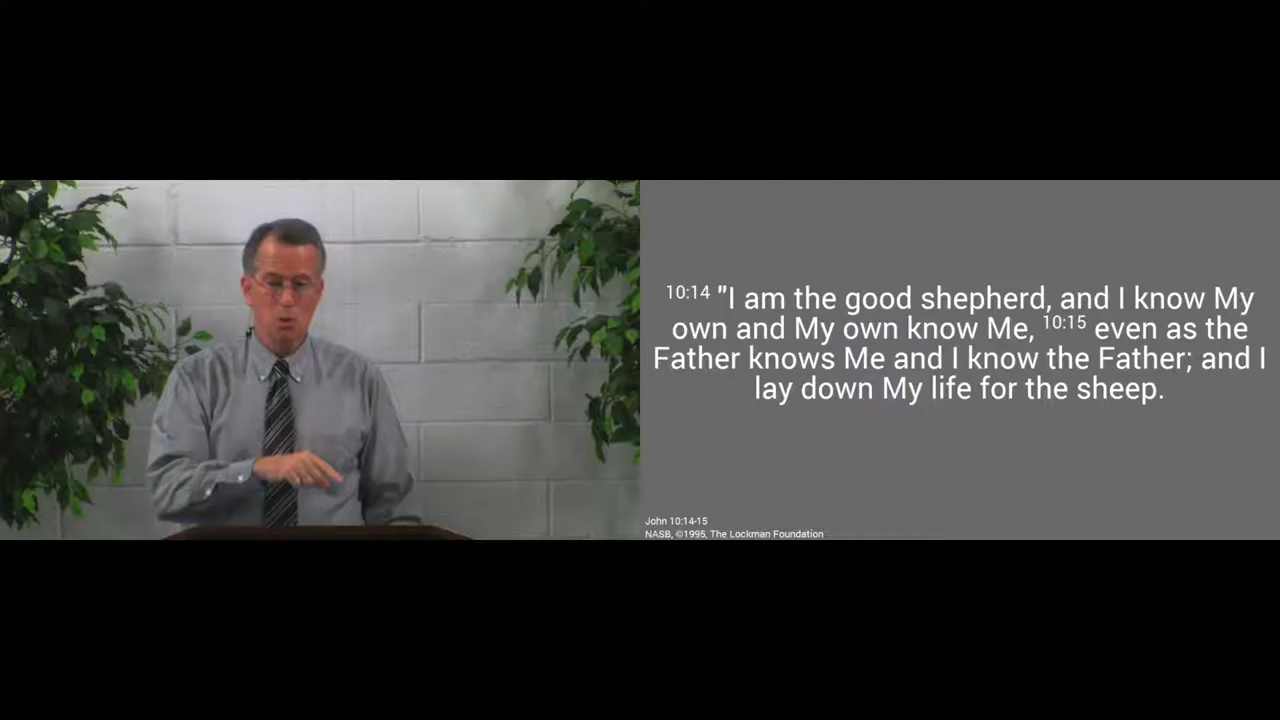 10:14 "I am the good shepherd, and I know My
own and My own know Me, 10:15 even as the
Father knows Me and I know the Father; and I
lay down My life for the sheep.
John 10:14-15
NASB, ©1995, The Lockman Foundation